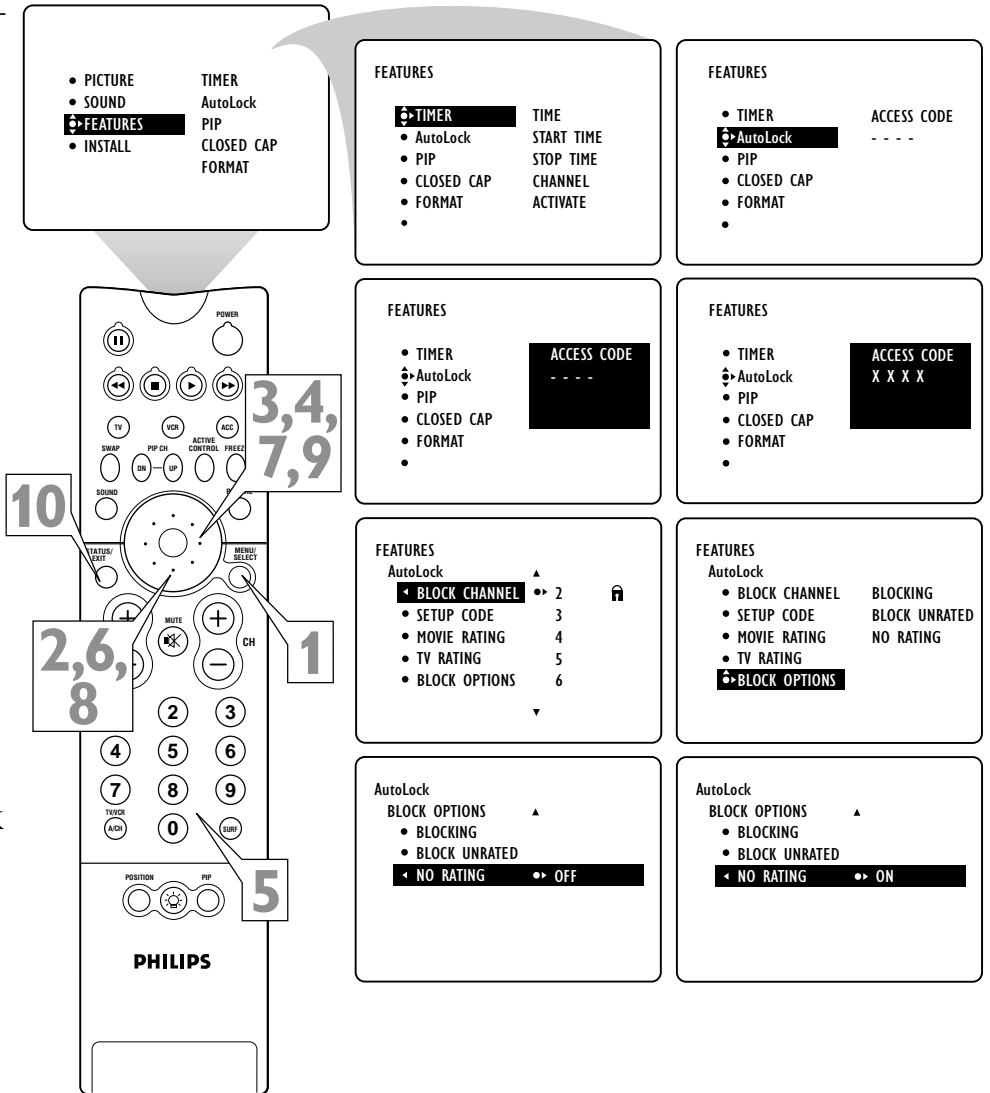 PICTURE TIMER
SOUND AutoLock
FEATURES PIP
INSTALL CLOSED CAP
FORMAT
FEATURES
TIMER TIME
AutoLock START TIME
PIP STOP TIME
CLOSED CAP CHANNEL
FORMAT ACTIVATE
FEATURES
TIMER ACCESS CODE
AutoLock - - - -
PIP
CLOSED CAP
FORMAT
FEATURES
TIMER ACCESS CODE
AutoLock - - - -
PIP
CLOSED CAP
FORMAT
FEATURES
TIMER ACCESS CODE
AutoLock X X X X
PIP
CLOSED CAP
FORMAT
FEATURES
AutoLock
BLOCK CHANNEL 2
SETUP CODE 3
MOVIE RATING 4
TV RATING 5
BLOCK OPTIONS 6
FEATURES
AutoLock
BLOCK CHANNEL BLOCKING
SETUP CODE BLOCK UNRATED
MOVIE RATING NO RATING
TV RATING
BLOCK OPTIONS
AutoLock
BLOCK OPTIONS
BLOCKING
BLOCK UNRATED
NO RATING OFF
AutoLock
BLOCK OPTIONS
BLOCKING
BLOCK UNRATED
NO RATING ON
POWER
TV VCR ACC
SWAP PIP CH ACTIVE CONTROL FREEZ
DN UP
SOUND
STATUS/EXIT MENU/SELECT
MUTE
CH
2 3
4 5 6
7 8 9
TV/VCR
A/CH 0 SURF
POSITION PIP
PHILIPS
3,4,
7,9
10
2,6,
8
1
5